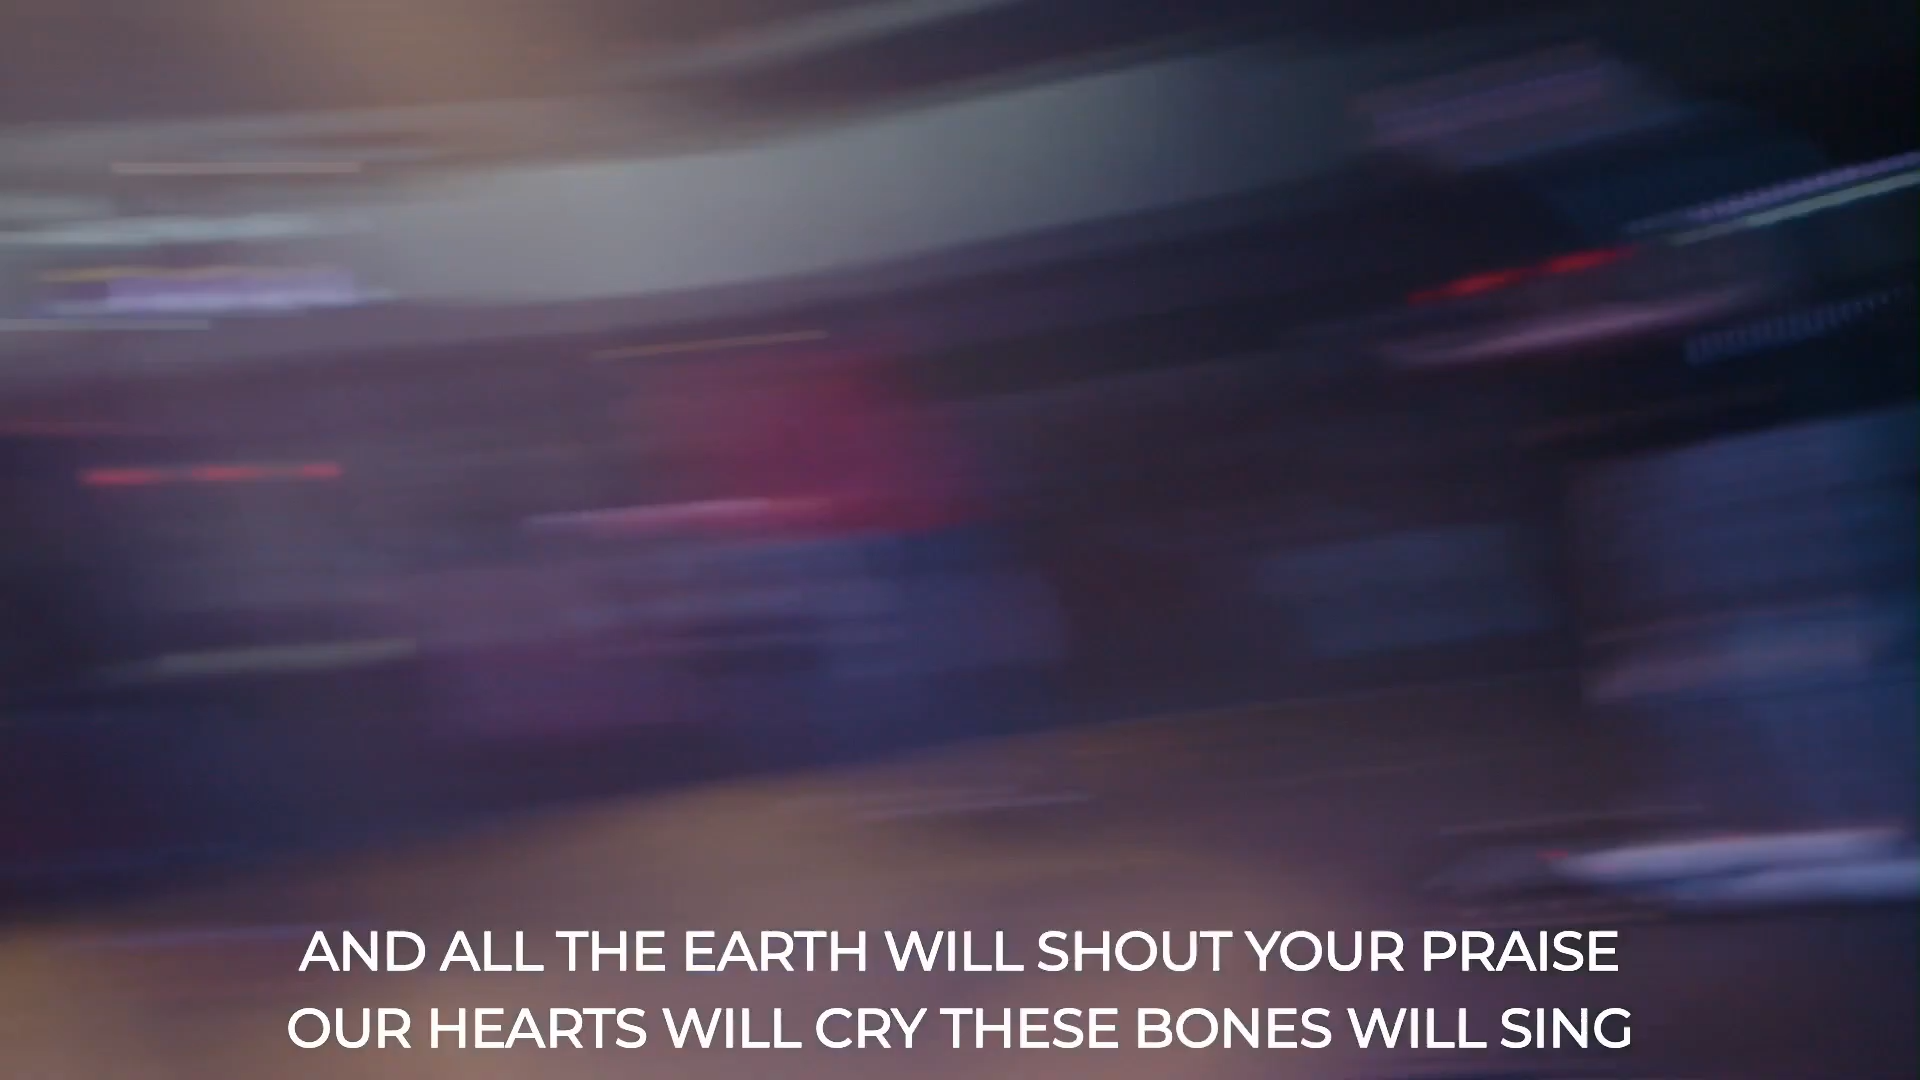 AND ALL THE EARTH WILL SHOUT YOUR PRAISE
OUR HEARTS WILL CRY THESE BONES WILL SING